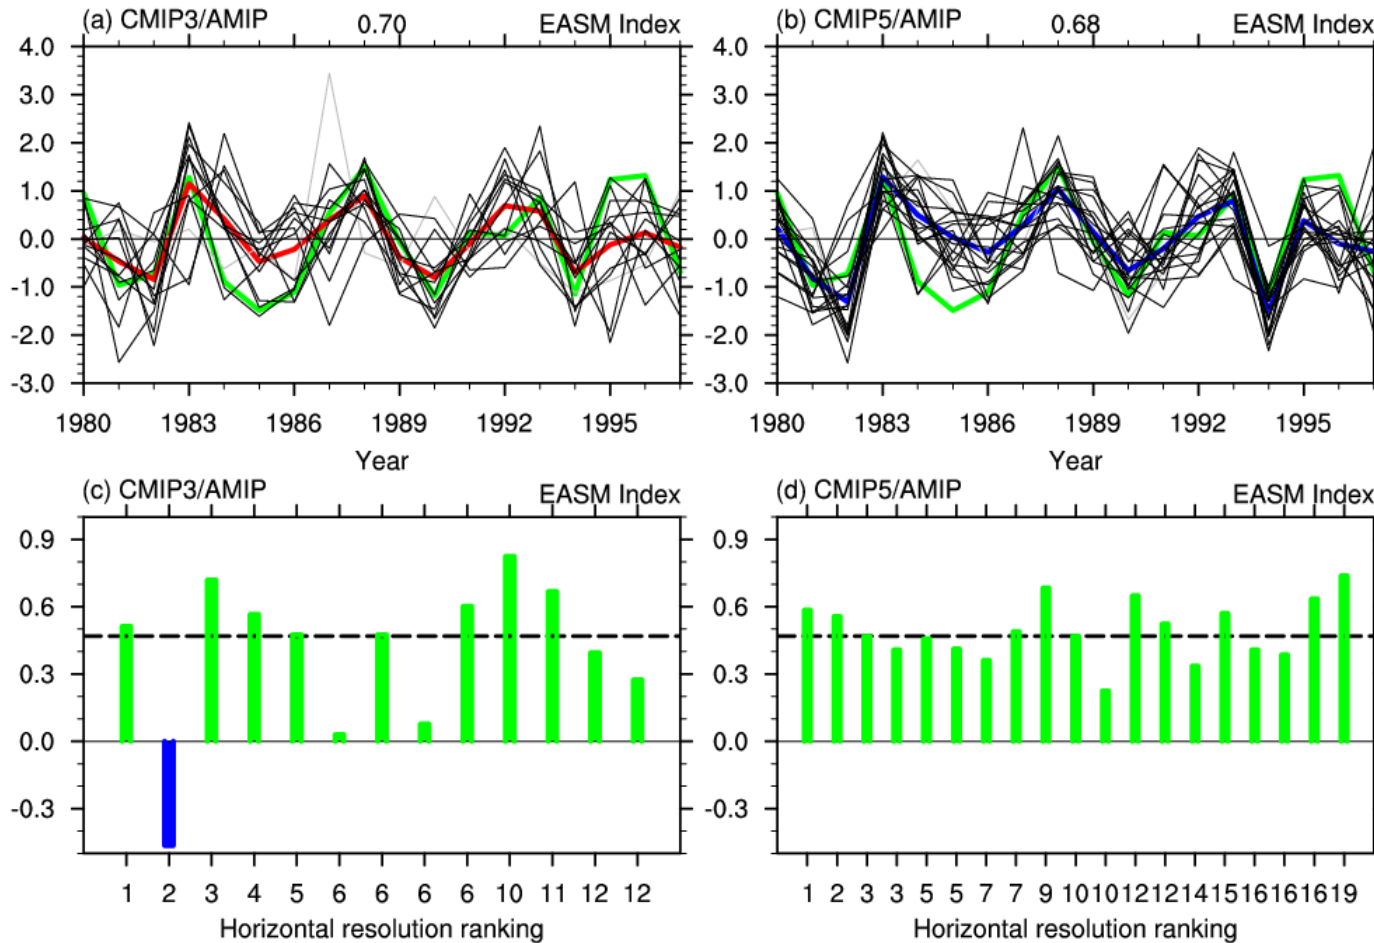 (a) CMIP3/AMIP 0.70 EASM Index
4.0
3.0
2.0
1.0
0.0
-1.0
-2.0
-3.0
1980 1983 1986 1989 1992 1995
Year
(b) CMIP5/AMIP 0.68 EASM Index
4.0
3.0
2.0
1.0
0.0
-1.0
-2.0
-3.0
1980 1983 1986 1989 1992 1995
Year
(c) CMIP3/AMIP EASM Index
0.9
0.6
0.3
0.0
-0.3
1 2 3 4 5 6 6 6 6 10 11 12 12
Horizontal resolution ranking
(d) CMIP5/AMIP EASM Index
0.9
0.6
0.3
0.0
-0.3
1 2 3 3 5 5 7 7 9 10 10 12 12 14 15 16 16 16 19
Horizontal resolution ranking